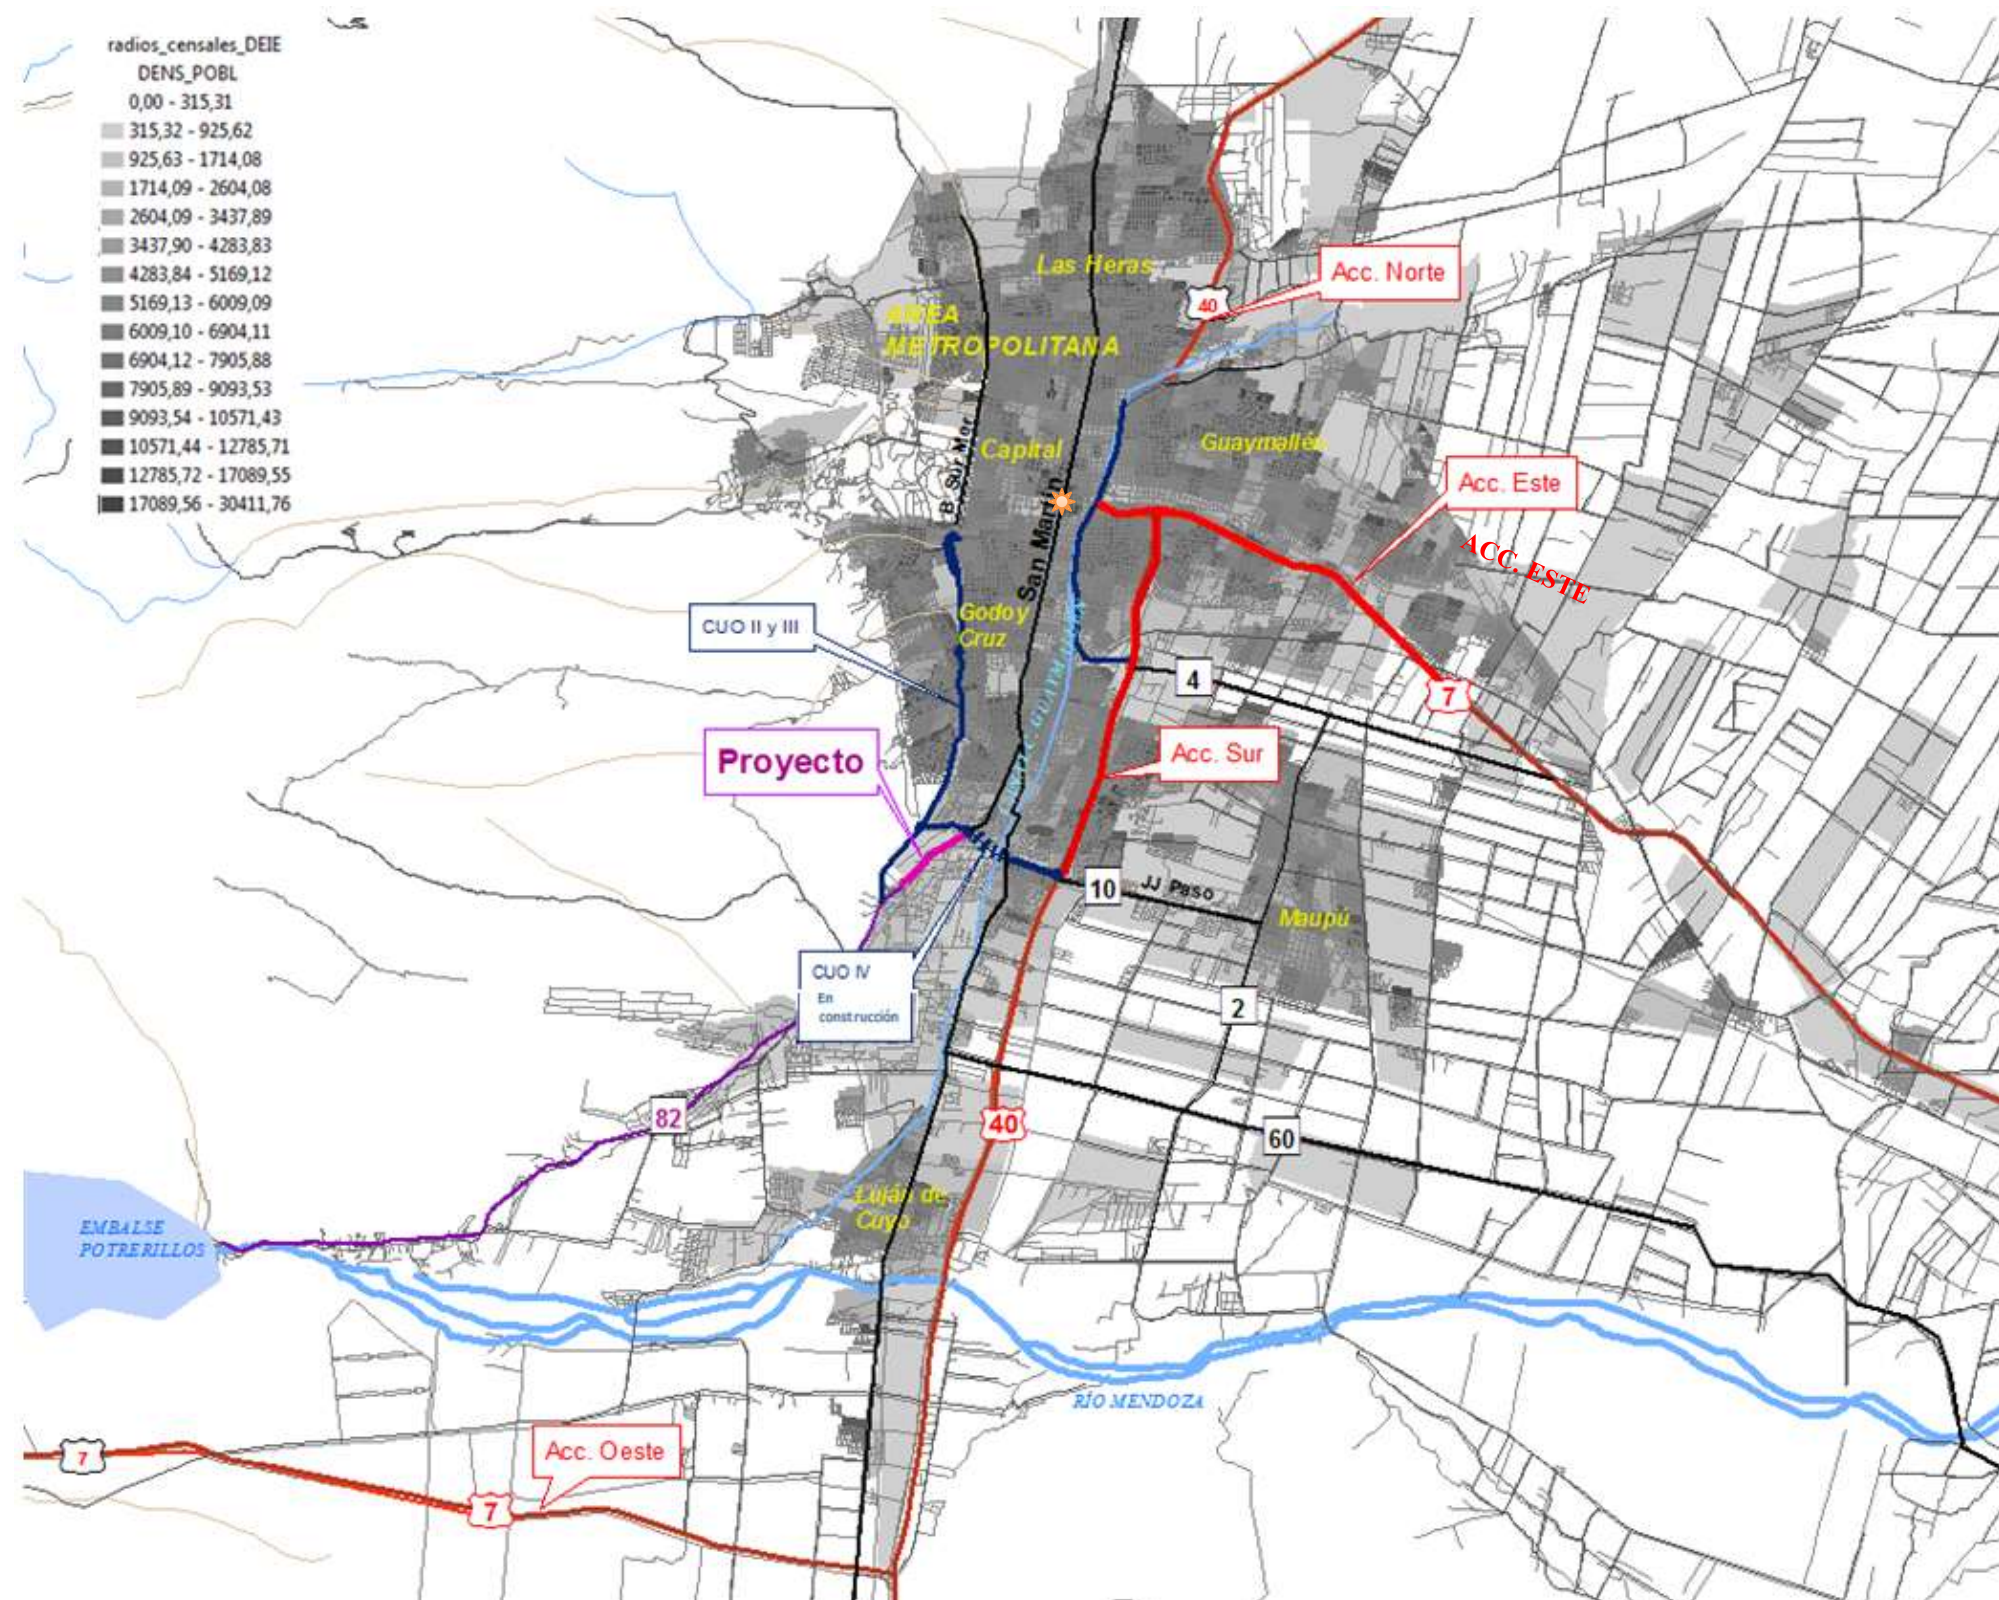 radios_censales_DEIE
DENS_POBL
0,00 - 315,31
315,32 - 925,62
925,63 - 1714,08
1714,09 - 2604,08
2604,09 - 3437,89
3437,90 - 4283,83
4283,84 - 5169,12
5169,13 - 6009,09
6009,10 - 6904,11
6904,12 - 7905,88
7905,89 - 9093,53
9093,54 - 10571,43
10571,44 - 12785,71
12785,72 - 17089,55
17089,56 - 30411,76
Las Heras
Acc. Norte
40
AREA
METROPOLITANA
B. Sur Mer
Capital
Guaymallén
San Martín
Acc. Este
ACC. ESTE
CUO II y III
Godoy
Cruz
GUAYMALLEN
4
7
Proyecto
Acc. Sur
10
JJ Paso
Maupú
CUO IV
En
construcción
2
82
40
60
Luján de
Cuyo
EMBALSE
POTRERILLOS
RÍO MENDOZA
Acc. Oeste
7
7